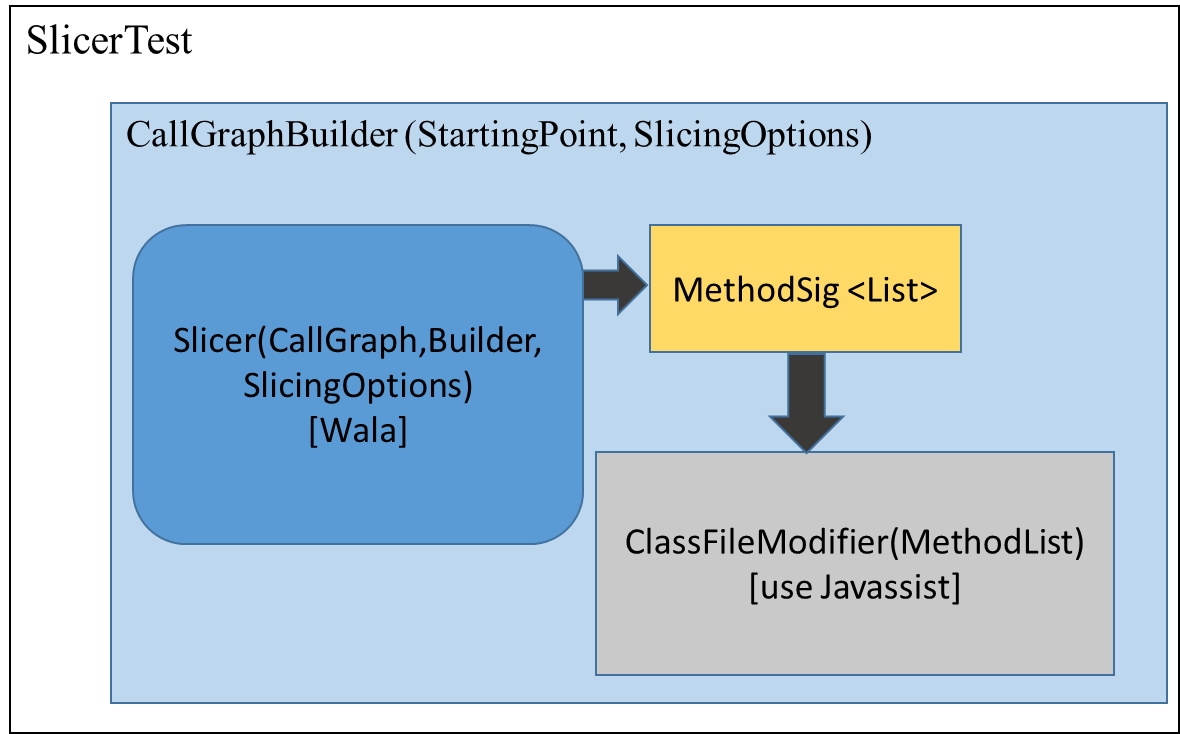 SlicerTest
CallGraphBuilder (StartingPoint, SlicingOptions)
Slicer(CallGraph,Builder,
SlicingOptions)
[Wala]
MethodSig <List>
ClassFileModifier(MethodList)
[use Javassist]